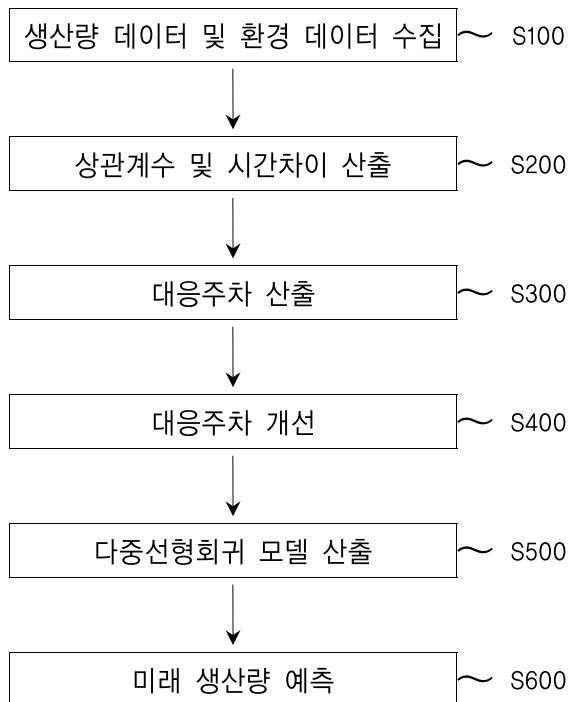 생산량 데이터 및 환경 데이터 수집 S100
상관계수 및 시간차이 산출 S200
대응주차 산출 S300
대응주차 개선 S400
다중선형회귀 모델 산출 S500
미래 생산량 예측 S600